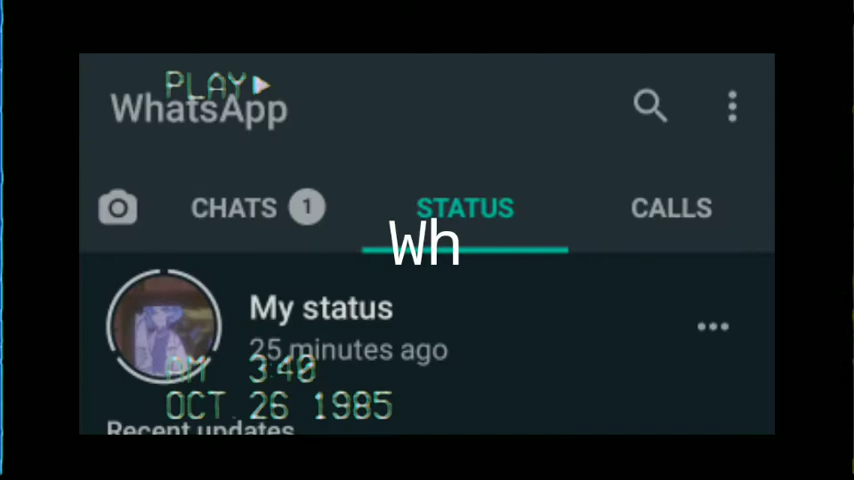 PLAY
WhatsApp
CHATS 1 STATUS CALLS
Wh
My status
25 minutes ago
AM 3:40
OCT. 26 1985
Recent updates